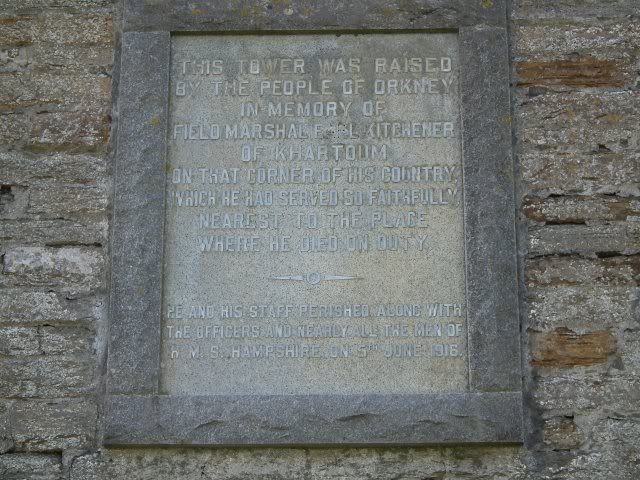 THIS TOWER WAS RAISED
BY THE PEOPLE OF ORKNEY
IN MEMORY OF
FIELD MARSHAL EARL KITCHENER
OF KHARTOUM
ON THAT CORNER OF HIS COUNTRY
WHICH HE HAD SERVED SO FAITHFULLY
NEAREST TO THE PLACE
WHERE HE DIED ON DUTY.
HE AND HIS STAFF PERISHED ALONG WITH
THE OFFICERS AND NEARLY ALL THE MEN OF
H.M.S. HAMPSHIRE ON 5TH JUNE 1916.